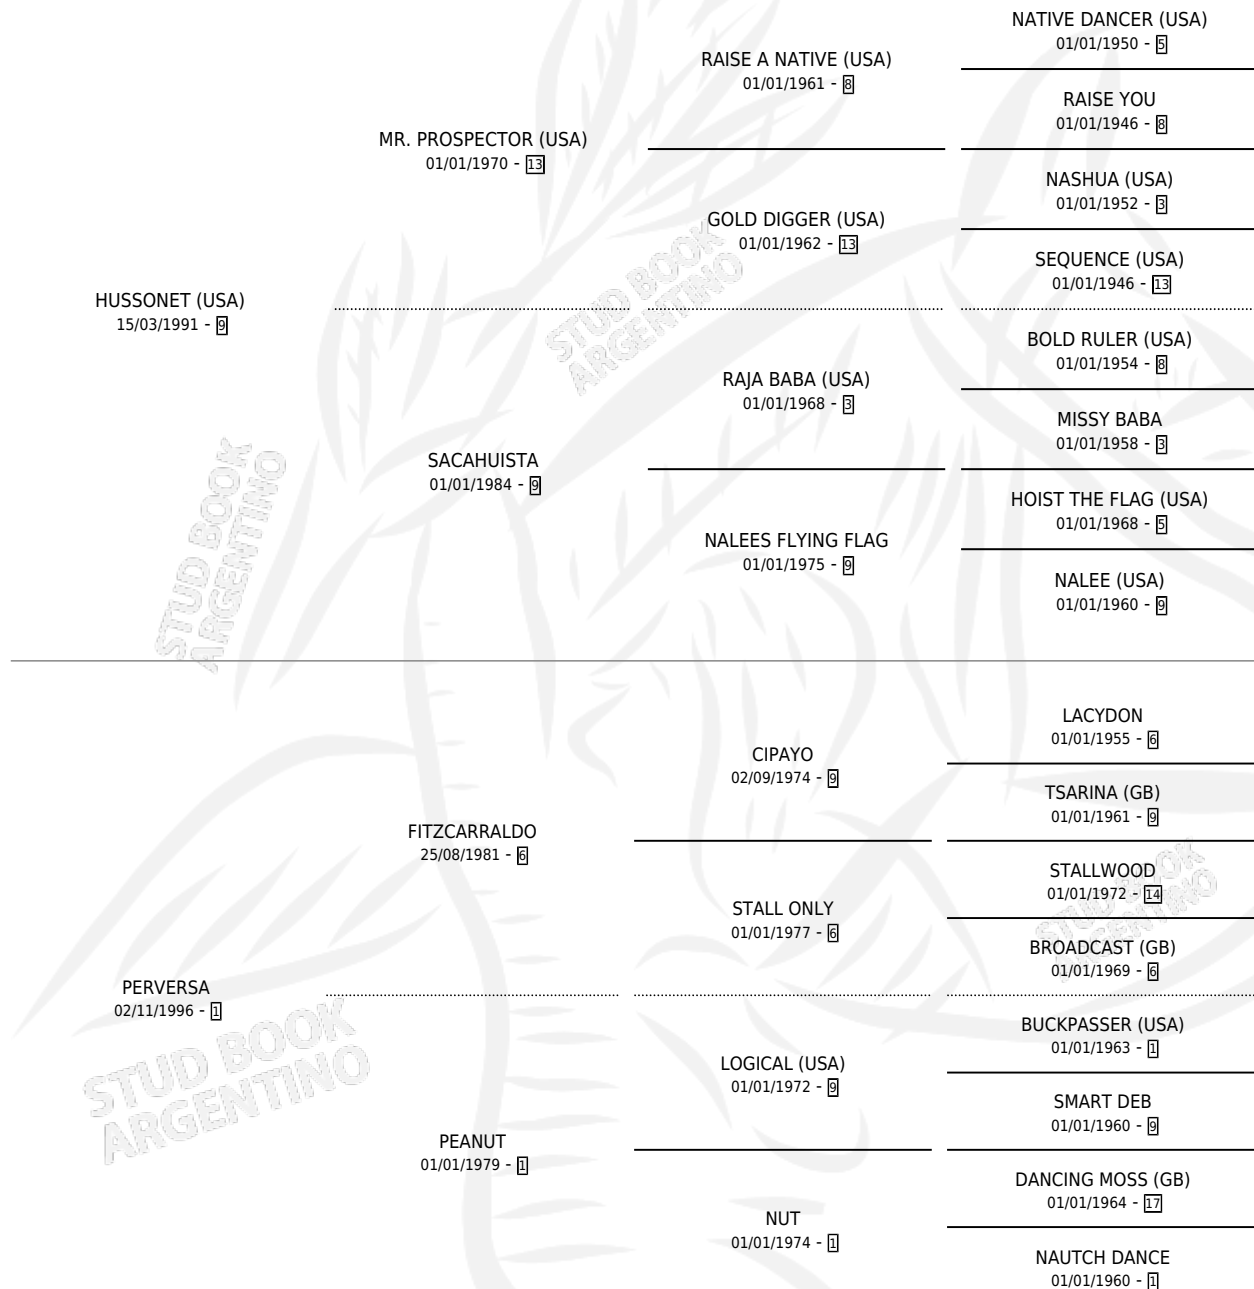 NATIVE DANCER (USA)
01/01/1950 - 5
RAISE A NATIVE (USA)
01/01/1961 - 8
RAISE YOU
01/01/1946 - 8
MR. PROSPECTOR (USA)
01/01/1970 - 13
NASHUA (USA)
01/01/1952 - 3
GOLD DIGGER (USA)
01/01/1962 - 13
SEQUENCE (USA)
01/01/1946 - 13
HUSSONET (USA)
15/03/1991 - 9
BOLD RULER (USA)
01/01/1954 - 8
RAJA BABA (USA)
01/01/1968 - 3
MISSY BABA
01/01/1958 - 3
SACAHUISTA
01/01/1984 - 9
HOIST THE FLAG (USA)
01/01/1968 - 5
NALEES FLYING FLAG
01/01/1975 - 9
NALEE (USA)
01/01/1960 - 9
LACYDON
01/01/1955 - 6
CIPAYO
02/09/1974 - 9
TSARINA (GB)
01/01/1961 - 9
FITZCARRALDO
25/08/1981 - 6
STALLWOOD
01/01/1972 - 14
STALL ONLY
01/01/1977 - 6
BROADCAST (GB)
01/01/1969 - 6
PERVERSA
02/11/1996 - 1
BUCKPASSER (USA)
01/01/1963 - 1
LOGICAL (USA)
01/01/1972 - 9
SMART DEB
01/01/1960 - 9
PEANUT
01/01/1979 - 1
DANCING MOSS (GB)
01/01/1964 - 17
NUT
01/01/1974 - 1
NAUTCH DANCE
01/01/1960 - 1
STUD BOOK
ARGENTINO
STUD BOOK
ARGENTINO
STUD BOOK
ARGENTINO
STUD BOOK
ARGENTINO